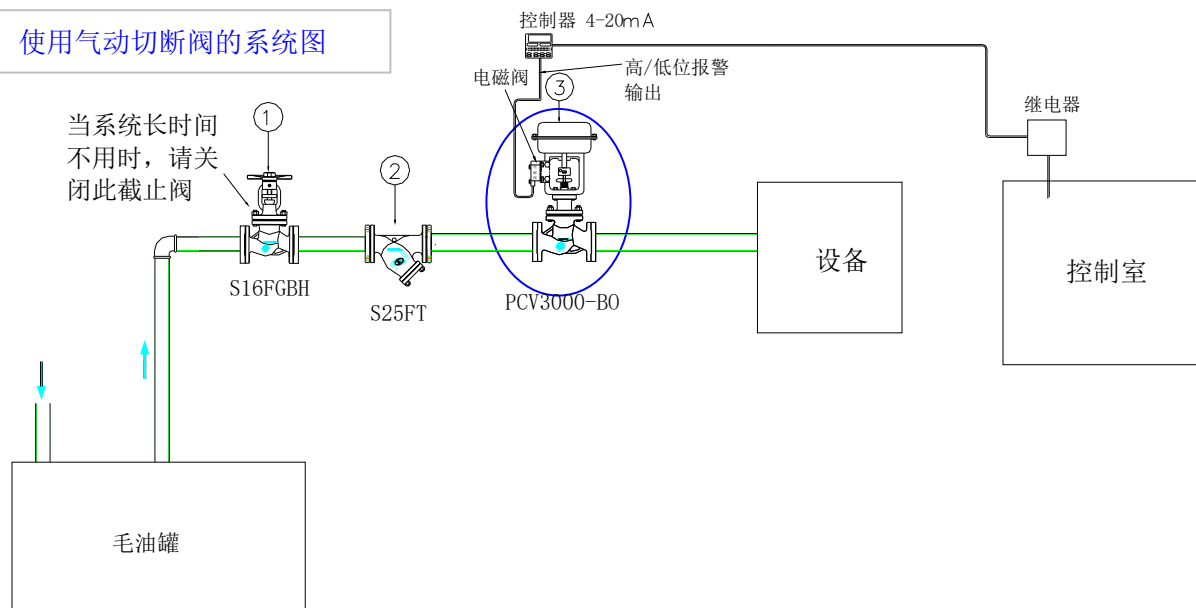 使用气动切断阀的系统图
控制器 4-20mA
电磁阀
高/低位报警
输出
③
继电器
①
当系统长时间
不用时，请关
闭此截止阀
②
S16FGBH
S25FT
PCV3000-BO
设备
控制室
毛油罐